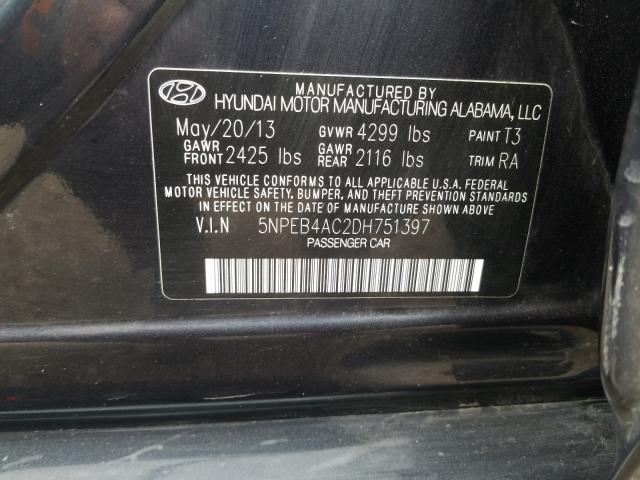 MANUFACTURED BY
HYUNDAI MOTOR MANUFACTURING ALABAMA, LLC
May/20/13 GVWR 4299 lbs PAINT T3
GAWR FRONT 2425 lbs GAWR REAR 2116 lbs TRIM RA
THIS VEHICLE CONFORMS TO ALL APPLICABLE U.S.A. FEDERAL
MOTOR VEHICLE SAFETY, BUMPER, AND THEFT PREVENTION
STANDARDS IN EFFECT ON THE DATE OF MANUFACTURE SHOWN ABOVE
V.I.N 5NPEB4AC2DH751397
PASSENGER CAR